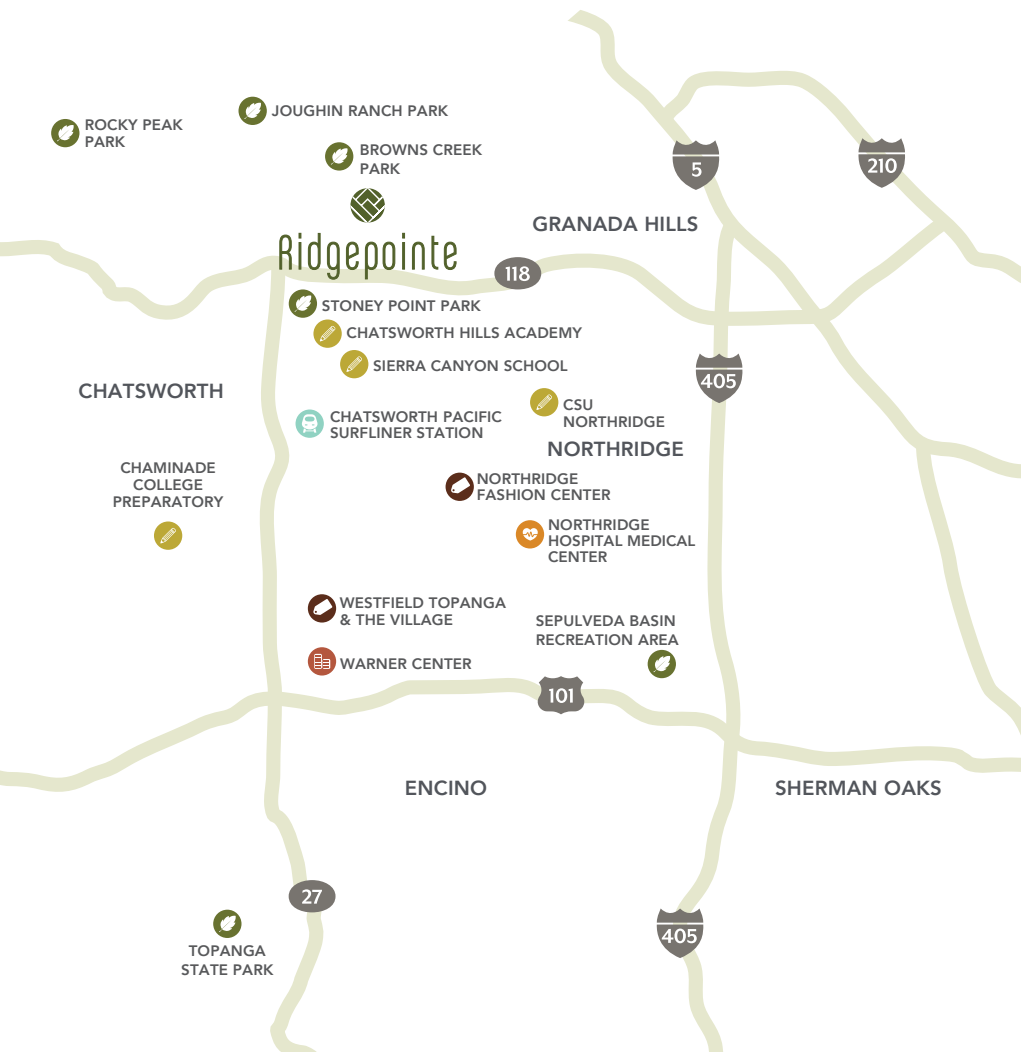 JOUGHIN RANCH PARK
ROCKY PEAK
PARK
BROWNS CREEK
PARK
5
210
GRANADA HILLS
Ridgepointe
118
STONEY POINT PARK
CHATSWORTH HILLS ACADEMY
SIERRA CANYON SCHOOL
405
CHATSWORTH
CSU
NORTHRIDGE
CHATSWORTH PACIFIC
SURFLINER STATION
NORTHRIDGE
CHAMINADE
COLLEGE
PREPARATORY
NORTHRIDGE
FASHION CENTER
NORTHRIDGE
HOSPITAL MEDICAL
CENTER
WESTFIELD TOPANGA
& THE VILLAGE
SEPULVEDA BASIN
RECREATION AREA
WARNER CENTER
101
ENCINO
SHERMAN OAKS
27
405
TOPANGA
STATE PARK